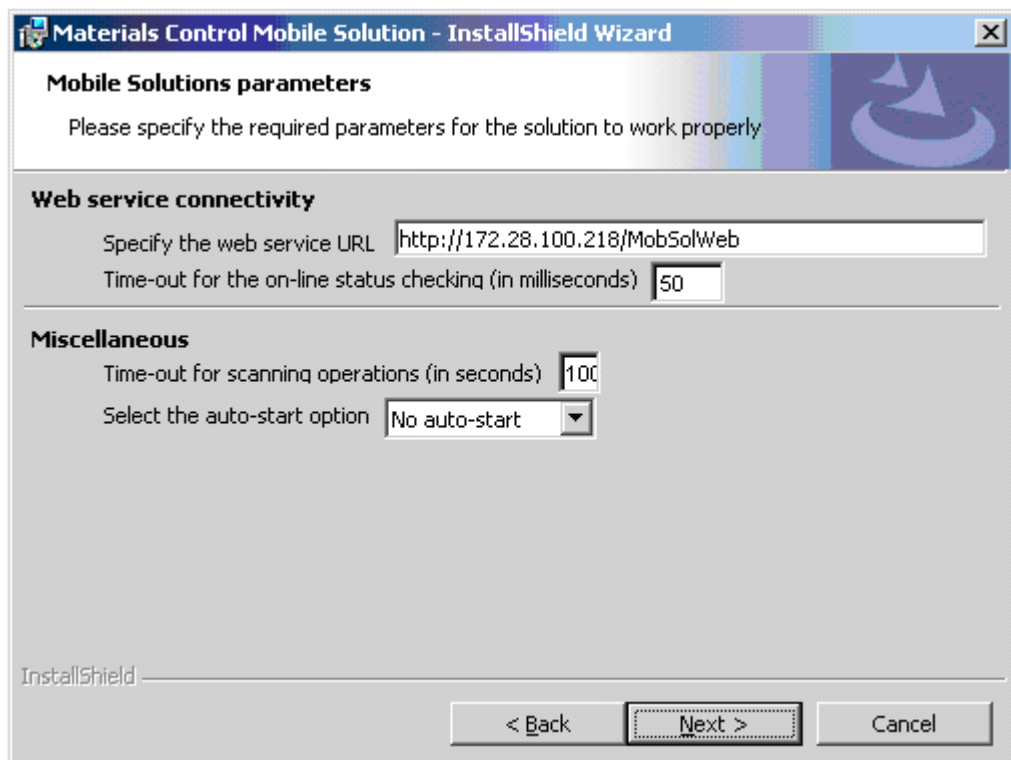 Materials Control Mobile Solution - InstallShield Wizard
Mobile Solutions parameters
Please specify the required parameters for the solution to work properly
Web service connectivity
Specify the web service URL http://172.28.100.218/MobSolWeb
Time-out for the on-line status checking (in milliseconds) 50
Miscellaneous
Time-out for scanning operations (in seconds) 100
Select the auto-start option No auto-start
InstallShield
< Back Next > Cancel